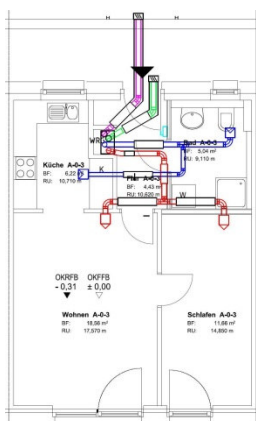 WR
Küche A-0-3
BF: 6,22
RU: 10,710 m
Bad A-0-3
BF: 5,04 m²
RU: 9,110 m
K
Flur A-0-3
BF: 4,43 m
RU: 10,620 m
W
OKRFB OKFFB
- 0,31 ± 0,00
Wohnen A-0-3
BF: 18,56 m²
RU: 17,570 m
Schlafen A-0-3
BF: 11,66 m²
RU: 14,850 m